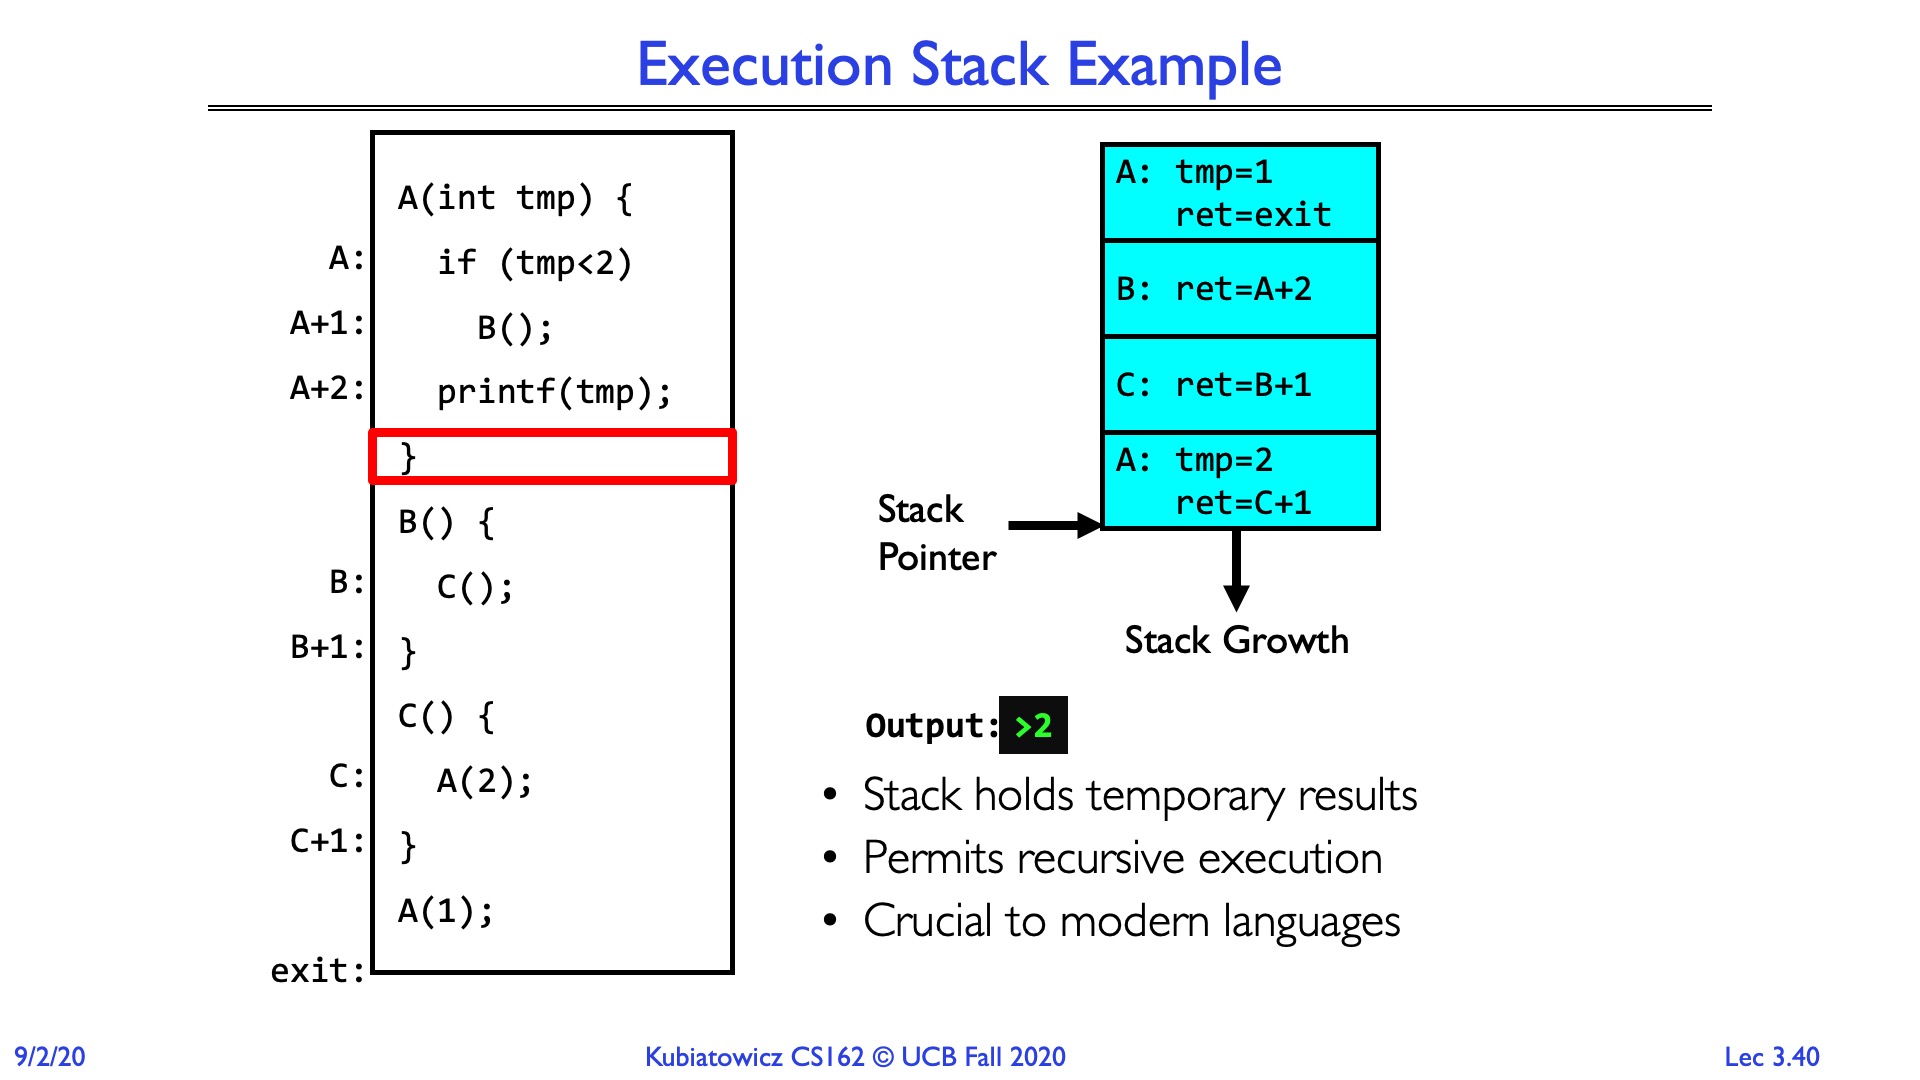 Execution Stack Example
A(int tmp) {
A: if (tmp<2)
A+1: B();
A+2: printf(tmp);
}
B() {
B: C();
B+1: }
C() {
C: A(2);
C+1: }
A(1);
exit:
A: tmp=1
ret=exit
B: ret=A+2
C: ret=B+1
A: tmp=2
ret=C+1
Stack
Pointer
Stack Growth
Output: >2
• Stack holds temporary results
• Permits recursive execution
• Crucial to modern languages
9/2/20
Kubiatowicz CS162 © UCB Fall 2020
Lec 3.40